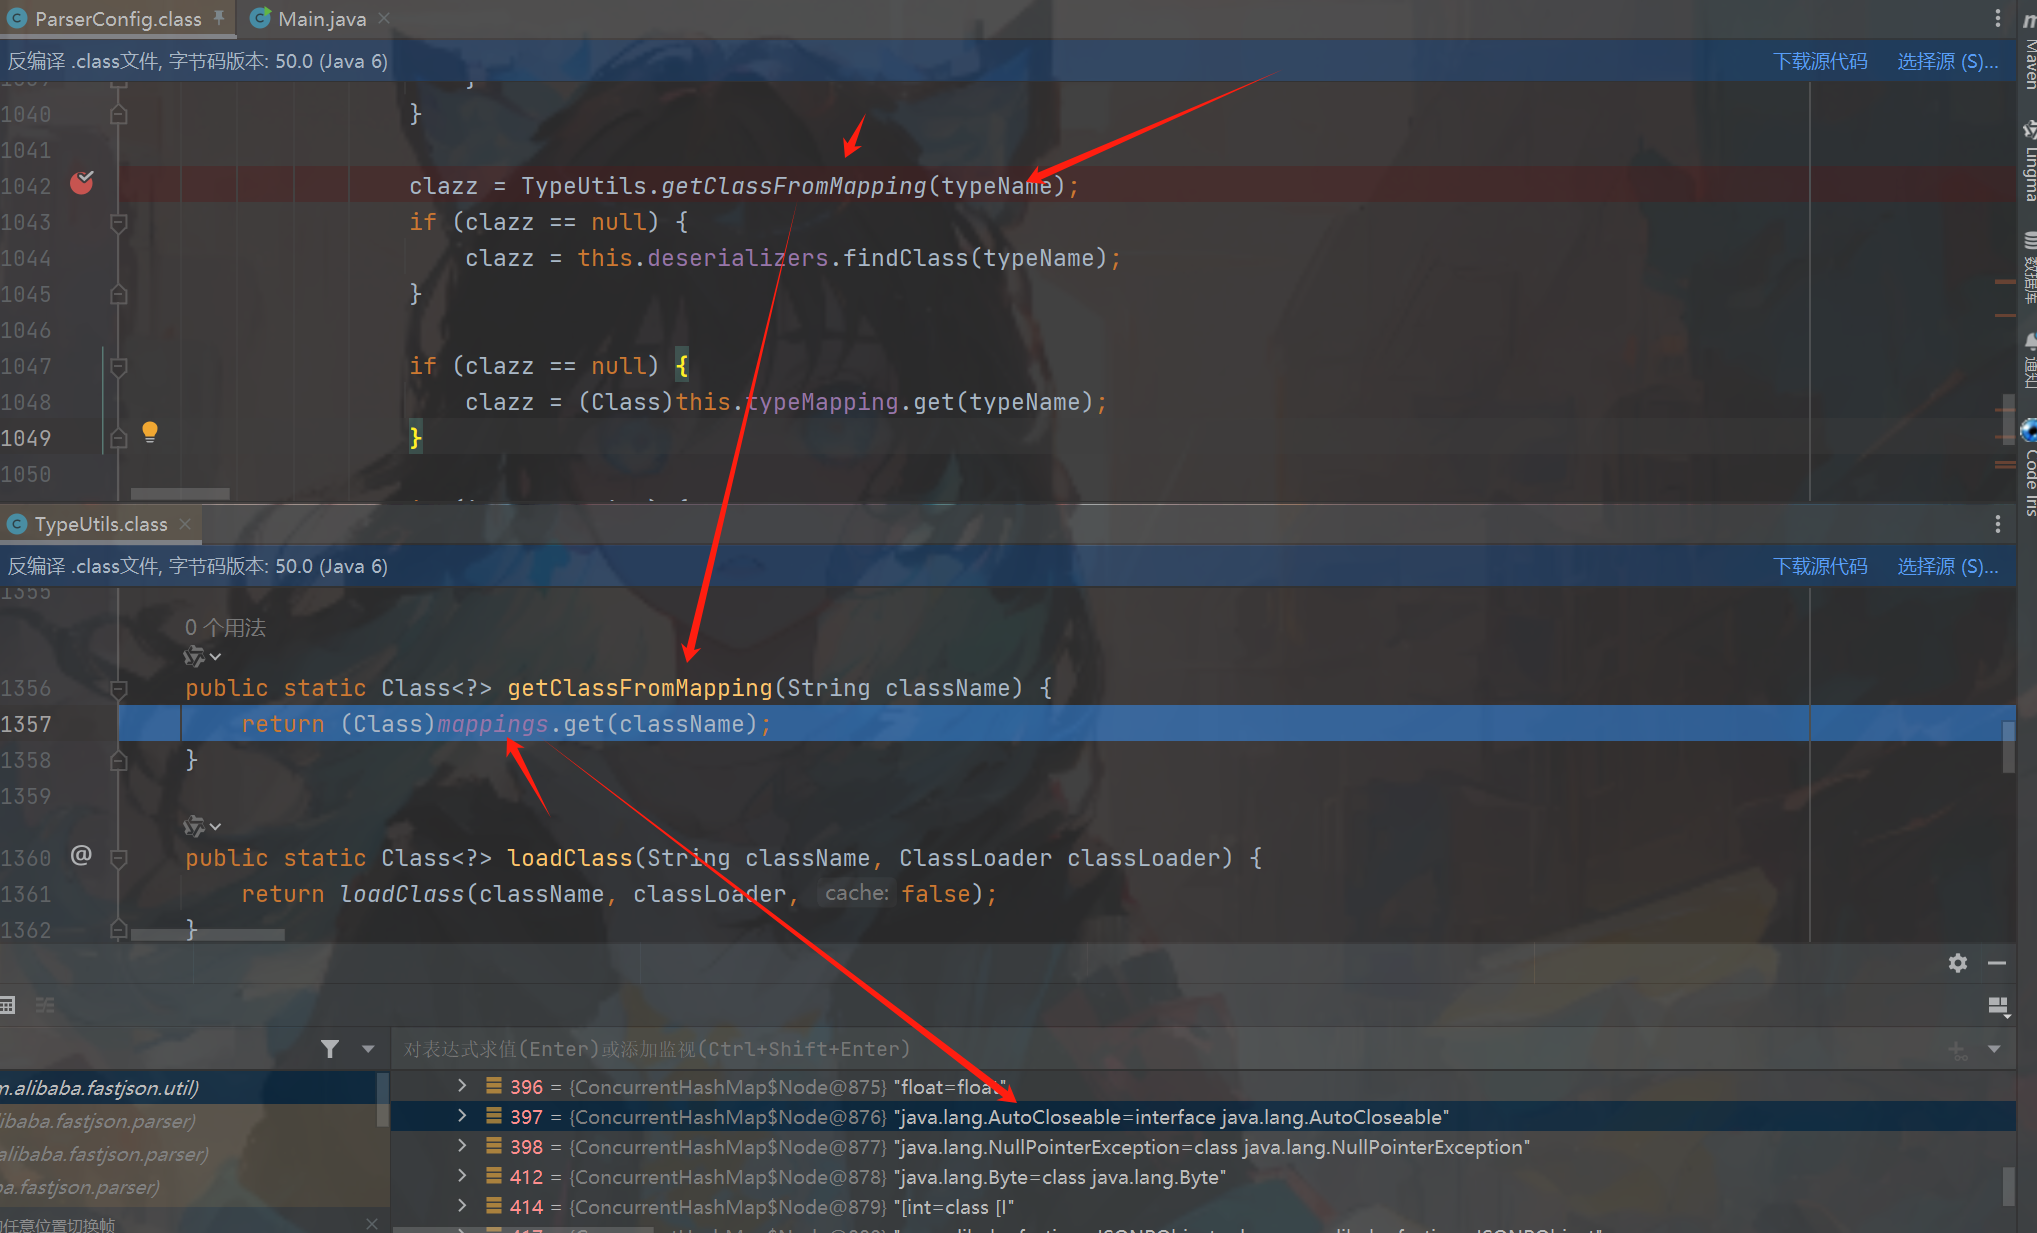 ParserConfig.class
Main.java
反编译 .class文件, 字节码版本: 50.0 (Java 6)
下载源代码
选择源 (S)...
1040 }
1041
1042 clazz = TypeUtils.getClassFromMapping(typeName);
1043 if (clazz == null) {
1044 clazz = this.deserializers.findClass(typeName);
1045 }
1046
1047 if (clazz == null) {
1048 clazz = (Class)this.typeMapping.get(typeName);
1049 }
1050
TypeUtils.class
反编译 .class文件, 字节码版本: 50.0 (Java 6)
下载源代码
选择源 (S)...
1355
0 个用法
1356 public static Class<?> getClassFromMapping(String className) {
1357 return (Class)mappings.get(className);
1358 }
1359
1360 @ public static Class<?> loadClass(String className, ClassLoader classLoader) {
1361 return loadClass(className, classLoader, cache: false);
1362 }
对表达式求值(Enter)或添加监视(Ctrl+Shift+Enter)
m.alibaba.fastjson.util)
libaba.fastjson.parser)
alibaba.fastjson.parser)
ba.fastjson.parser)
任意位置切换帧
396 = {ConcurrentHashMap$Node@875} "float=float"
397 = {ConcurrentHashMap$Node@876} "java.lang.AutoCloseable=interface java.lang.AutoCloseable"
398 = {ConcurrentHashMap$Node@877} "java.lang.NullPointerException=class java.lang.NullPointerException"
412 = {ConcurrentHashMap$Node@878} "java.lang.Byte=class java.lang.Byte"
414 = {ConcurrentHashMap$Node@879} "[int=class [I"
Maven
Lingma
数据库
通知
Code Iris